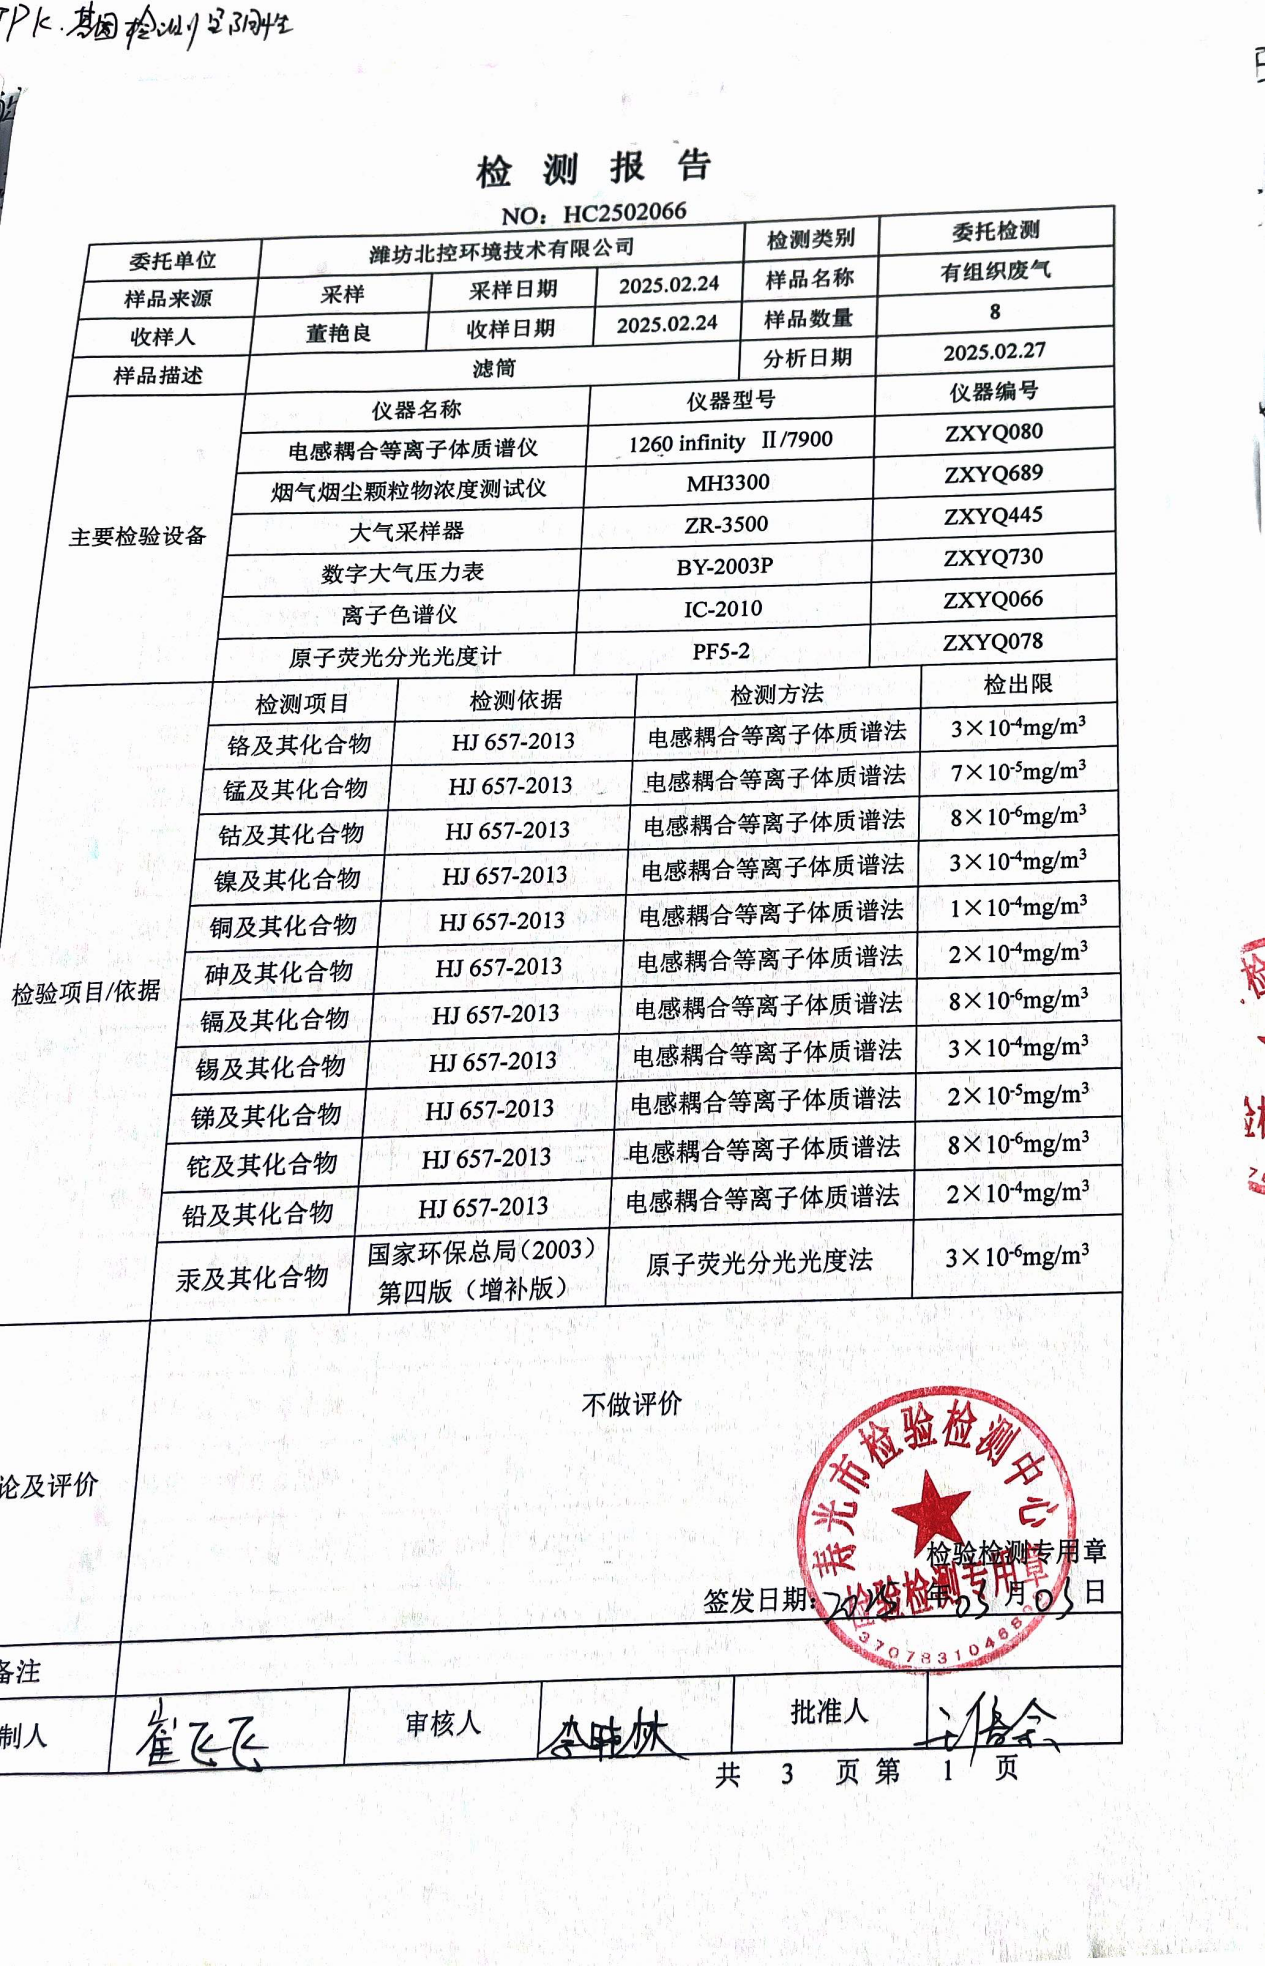 检 测 报 告
NO：HC2502066
委托单位 潍坊北控环境技术有限公司 检测类别 委托检测
样品来源 采样 采样日期 2025.02.24 样品名称 有组织废气
收样人 董艳良 收样日期 2025.02.24 样品数量 8
样品描述 滤筒 分析日期 2025.02.27
主要检验设备
仪器名称 仪器型号 仪器编号
电感耦合等离子体质谱仪 1260 infinity Ⅱ/7900 ZXYQ080
烟气烟尘颗粒物浓度测试仪 MH3300 ZXYQ689
大气采样器 ZR-3500 ZXYQ445
数字大气压力表 BY-2003P ZXYQ730
离子色谱仪 IC-2010 ZXYQ066
原子荧光分光光度计 PF5-2 ZXYQ078
检验项目/依据
检测项目 检测依据 检测方法 检出限
铬及其化合物 HJ 657-2013 电感耦合等离子体质谱法 3×10⁻⁴mg/m³
锰及其化合物 HJ 657-2013 电感耦合等离子体质谱法 7×10⁻⁵mg/m³
钴及其化合物 HJ 657-2013 电感耦合等离子体质谱法 8×10⁻⁶mg/m³
镍及其化合物 HJ 657-2013 电感耦合等离子体质谱法 3×10⁻⁴mg/m³
铜及其化合物 HJ 657-2013 电感耦合等离子体质谱法 1×10⁻⁴mg/m³
砷及其化合物 HJ 657-2013 电感耦合等离子体质谱法 2×10⁻⁴mg/m³
镉及其化合物 HJ 657-2013 电感耦合等离子体质谱法 8×10⁻⁶mg/m³
锡及其化合物 HJ 657-2013 电感耦合等离子体质谱法 3×10⁻⁴mg/m³
锑及其化合物 HJ 657-2013 电感耦合等离子体质谱法 2×10⁻⁵mg/m³
铊及其化合物 HJ 657-2013 电感耦合等离子体质谱法 8×10⁻⁶mg/m³
铅及其化合物 HJ 657-2013 电感耦合等离子体质谱法 2×10⁻⁴mg/m³
汞及其化合物 国家环保总局（2003）第四版（增补版） 原子荧光分光光度法 3×10⁻⁶mg/m³
论及评价
不做评价
寿光市检验检测中心
检验检测专用章
检验检测专用章
签发日期：2025年03月03日
备注
制人 崔飞飞 审核人 批准人
共 3 页 第 1 页